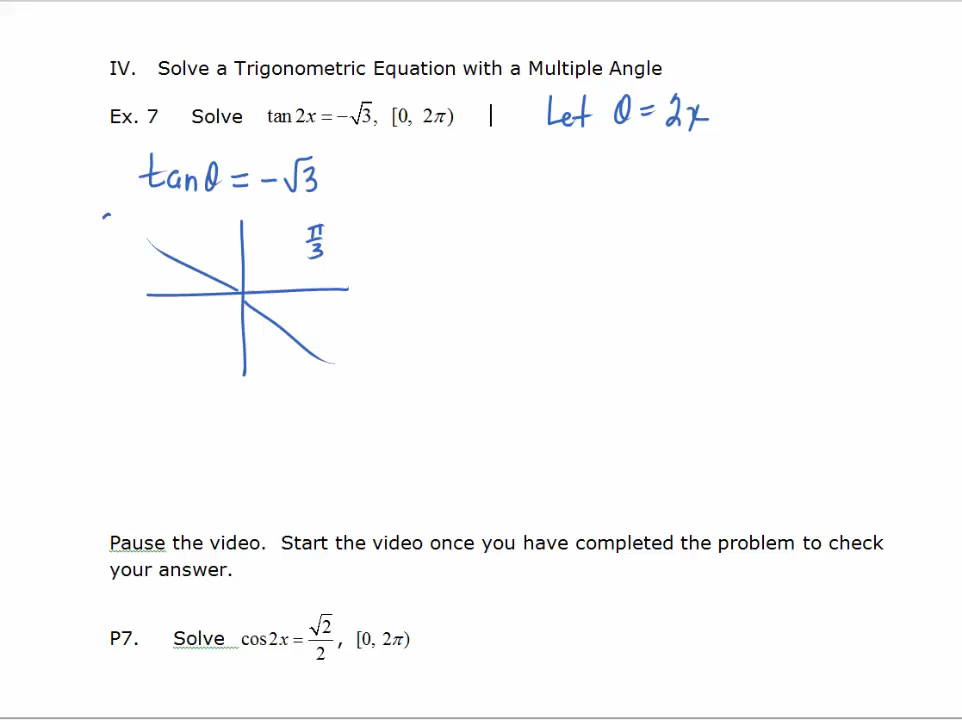 IV. Solve a Trigonometric Equation with a Multiple Angle
Ex. 7 Solve tan 2x = −√3, [0, 2π) | Let θ = 2x
tan θ = −√3
π/3
Pause the video. Start the video once you have completed the problem to check
your answer.
P7. Solve cos 2x = √2/2, [0, 2π)